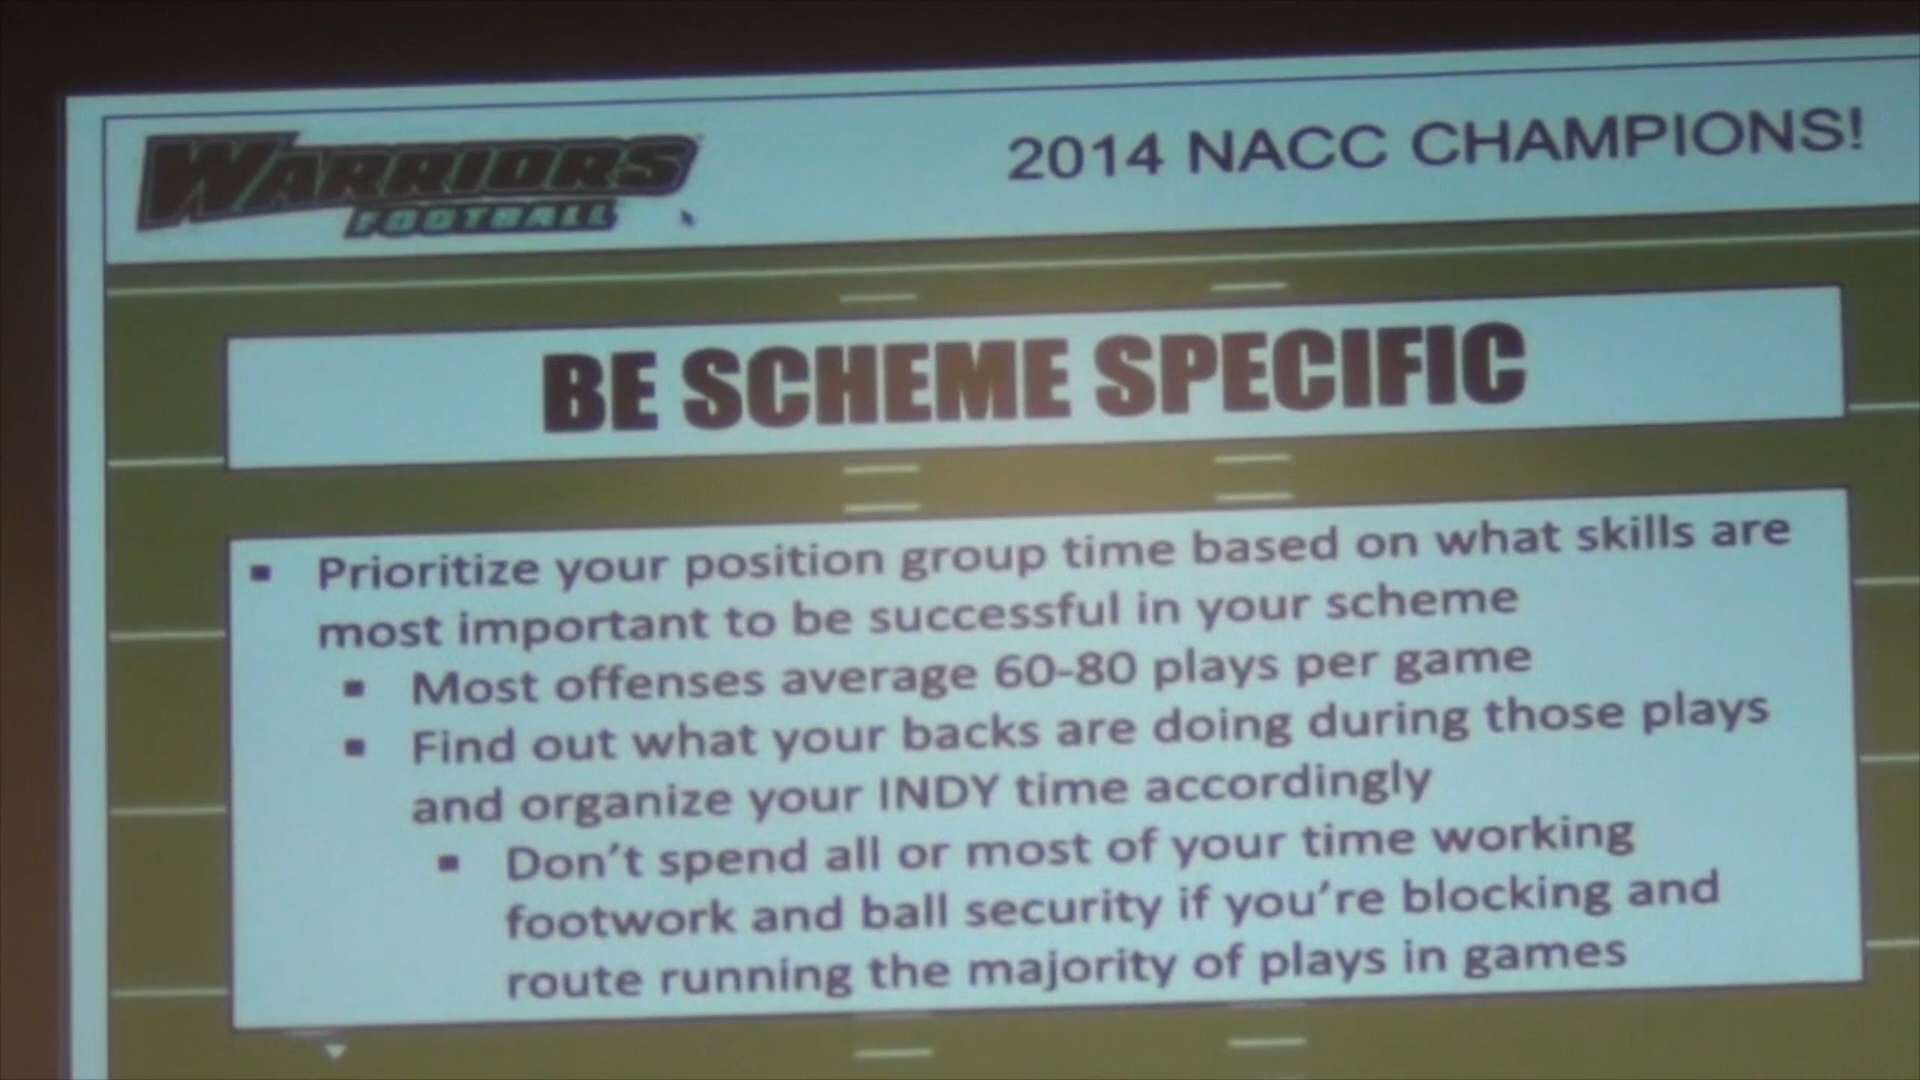 WARRIORS
FOOTBALL
2014 NACC CHAMPIONS!
BE SCHEME SPECIFIC
▪ Prioritize your position group time based on what skills are
most important to be successful in your scheme
▪ Most offenses average 60-80 plays per game
▪ Find out what your backs are doing during those plays
and organize your INDY time accordingly
▪ Don't spend all or most of your time working
footwork and ball security if you're blocking and
route running the majority of plays in games